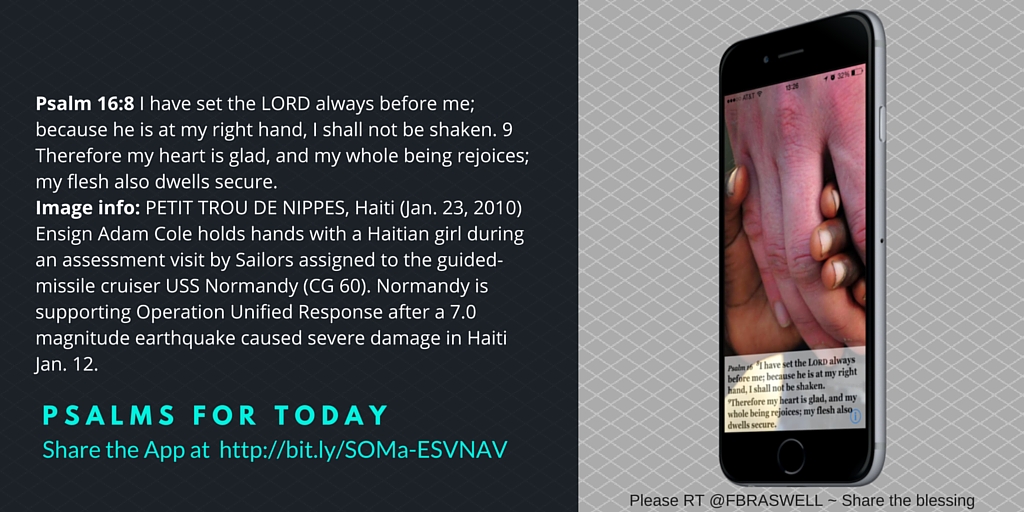 Psalm 16:8 I have set the LORD always before me;
because he is at my right hand, I shall not be shaken. 9
Therefore my heart is glad, and my whole being rejoices;
my flesh also dwells secure.
Image info: PETIT TROU DE NIPPES, Haiti (Jan. 23, 2010)
Ensign Adam Cole holds hands with a Haitian girl during
an assessment visit by Sailors assigned to the guided-
missile cruiser USS Normandy (CG 60). Normandy is
supporting Operation Unified Response after a 7.0
magnitude earthquake caused severe damage in Haiti
Jan. 12.
PSALMS FOR TODAY
Share the App at http://bit.ly/SOMa-ESVNAV
AT&T 13:26 32%
Psalm 16 8I have set the LORD always
before me; because he is at my right
hand, I shall not be shaken.
9Therefore my heart is glad, and my
whole being rejoices; my flesh also
dwells secure.
Please RT @FBRASWELL ~ Share the blessing